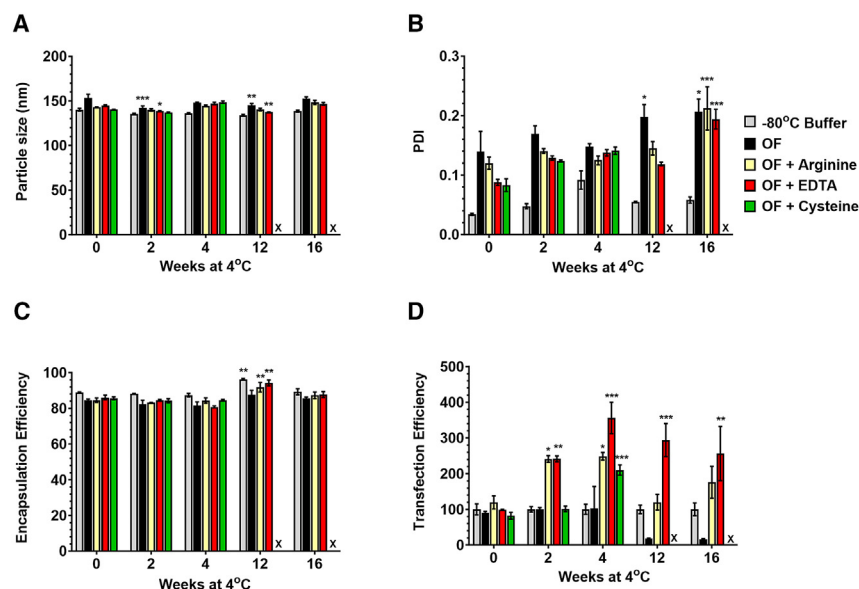 A
Particle size (nm)
200
150
100
50
0
*** * ** **
X X
0 2 4 12 16
Weeks at 4°C
B
PDI
0.3
0.2
0.1
0.0
* * *** ***
X X
0 2 4 12 16
Weeks at 4°C
-80°C Buffer
OF
OF + Arginine
OF + EDTA
OF + Cysteine
C
Encapsulation Efficiency
100
80
60
40
20
0
** ** **
X X
0 2 4 12 16
Weeks at 4°C
D
Transfection Efficiency
500
400
300
200
100
0
* ** * *** *** *** **
X X
0 2 4 12 16
Weeks at 4°C